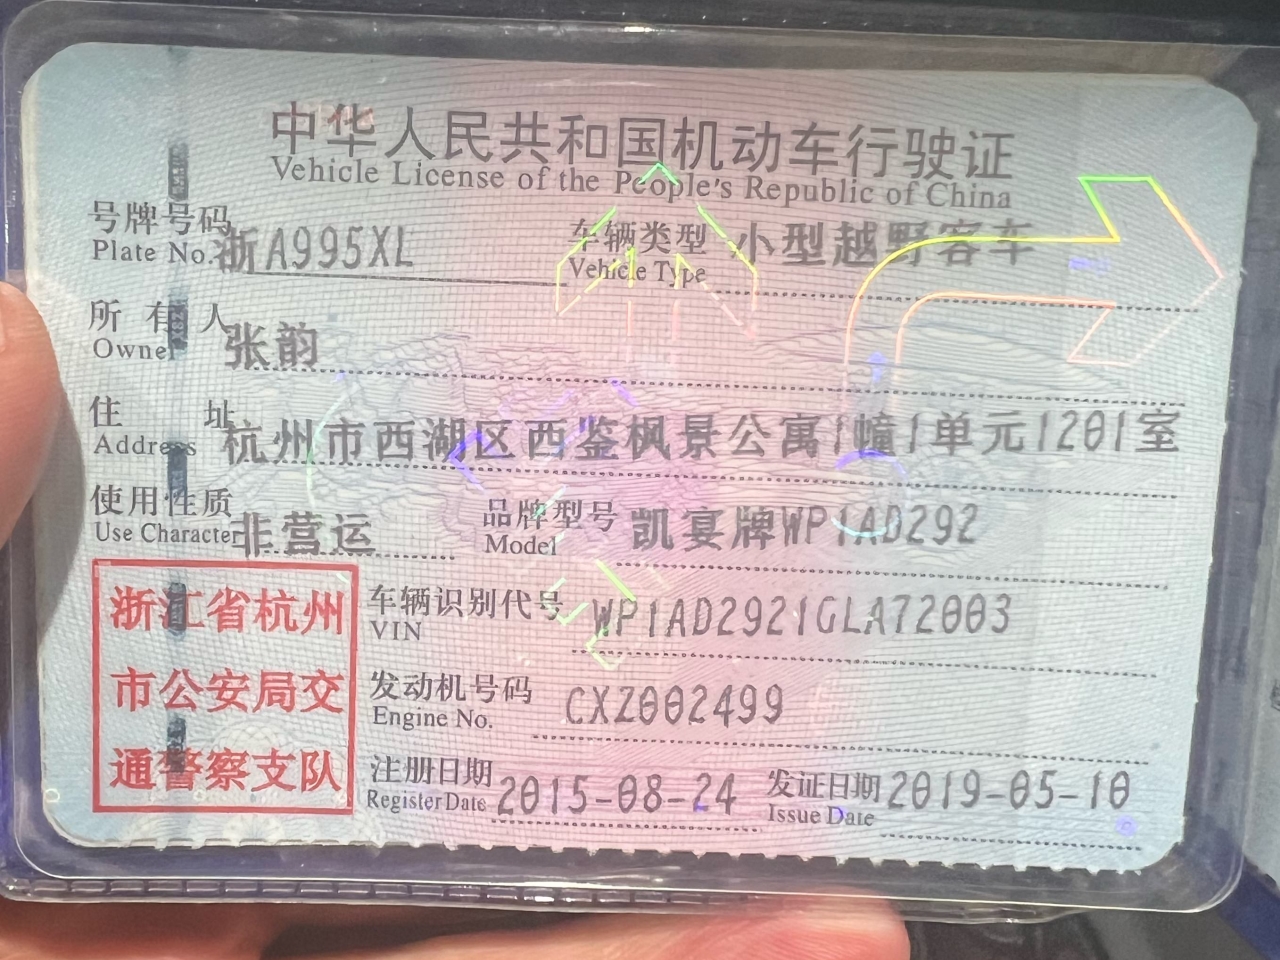 中华人民共和国机动车行驶证
Vehicle License of the People's Republic of China
号牌号码 浙A995XL 车辆类型 小型越野客车
Plate No. Vehicle Type
所有人 张韵
Owner
住址 杭州市西湖区西鉴枫景公寓1幢1单元1201室
Address
使用性质 非营运 品牌型号 凯宴牌WP1AD292
Use Character Model
浙江省杭州
市公安局交
通警察支队
车辆识别代号 WP1AD2921GLA72003
VIN
发动机号码 CXZ002499
Engine No.
注册日期 2015-08-24 发证日期 2019-05-10
Register Date Issue Date